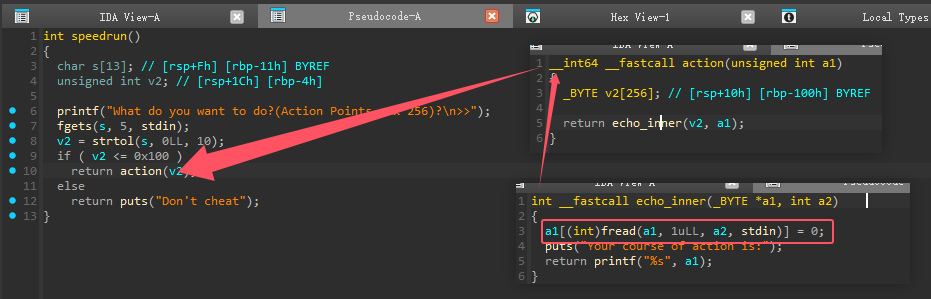 IDA View-A
Pseudocode-A
Hex View-1
Local Types
1 int speedrun()
2 {
3 char s[13]; // [rsp+Fh] [rbp-11h] BYREF
4 unsigned int v2; // [rsp+1Ch] [rbp-4h]
5
6 printf("What do you want to do?(Action Points 256)?\n>>");
7 fgets(s, 5, stdin);
8 v2 = strtol(s, 0LL, 10);
9 if ( v2 <= 0x100 )
10 return action(v2);
11 else
12 return puts("Don't cheat");
13 }
IDA View-A
1 __int64 __fastcall action(unsigned int a1)
2 {
3 _BYTE v2[256]; // [rsp+10h] [rbp-100h] BYREF
4
5 return echo_inner(v2, a1);
6 }
IDA View-A
Pseudocode
1 int __fastcall echo_inner(_BYTE *a1, int a2)
2 {
3 a1[(int)fread(a1, 1uLL, a2, stdin)] = 0;
4 puts("Your course of action is:");
5 return printf("%s", a1);
6 }